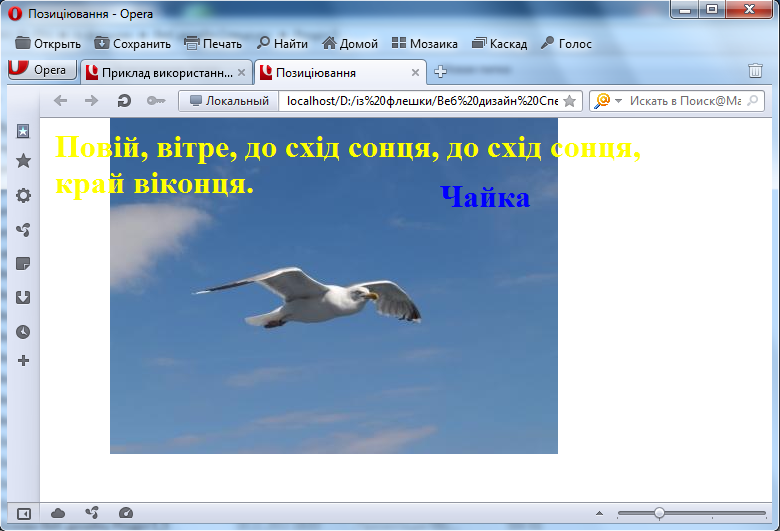 Позиціювання - Opera
Открыть Сохранить Печать Найти Домой Мозаика Каскад Голос
Opera Приклад використанн... Позиціювання
Локальный localhost/D:/із%20флешки/Веб%20дизайн%20Спе Искать в Поиск@Ma
Повій, вітре, до схід сонця, до схід сонця,
край віконця.
Чайка